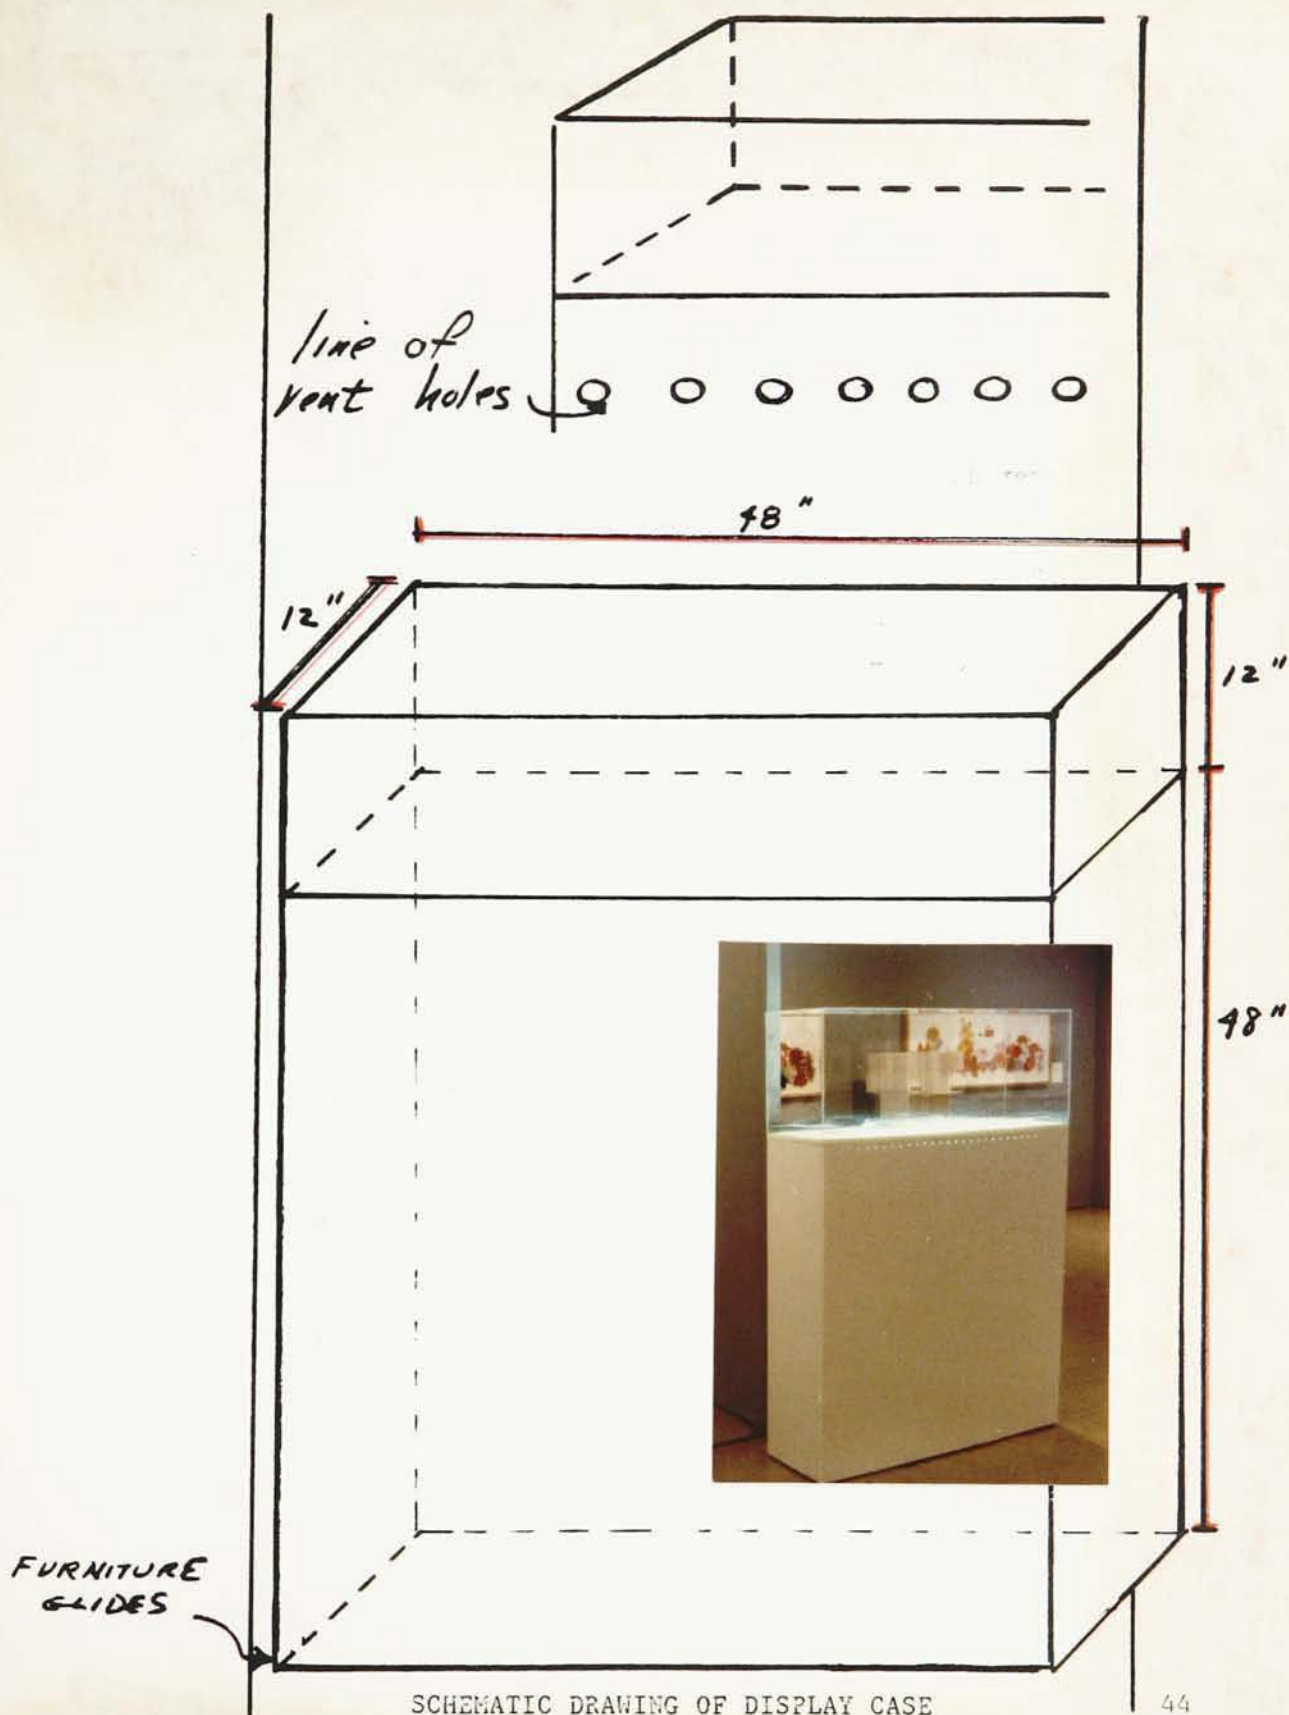 line of
vent holes
48"
12"
12"
48"
FURNITURE
GLIDES
SCHEMATIC DRAWING OF DISPLAY CASE
44